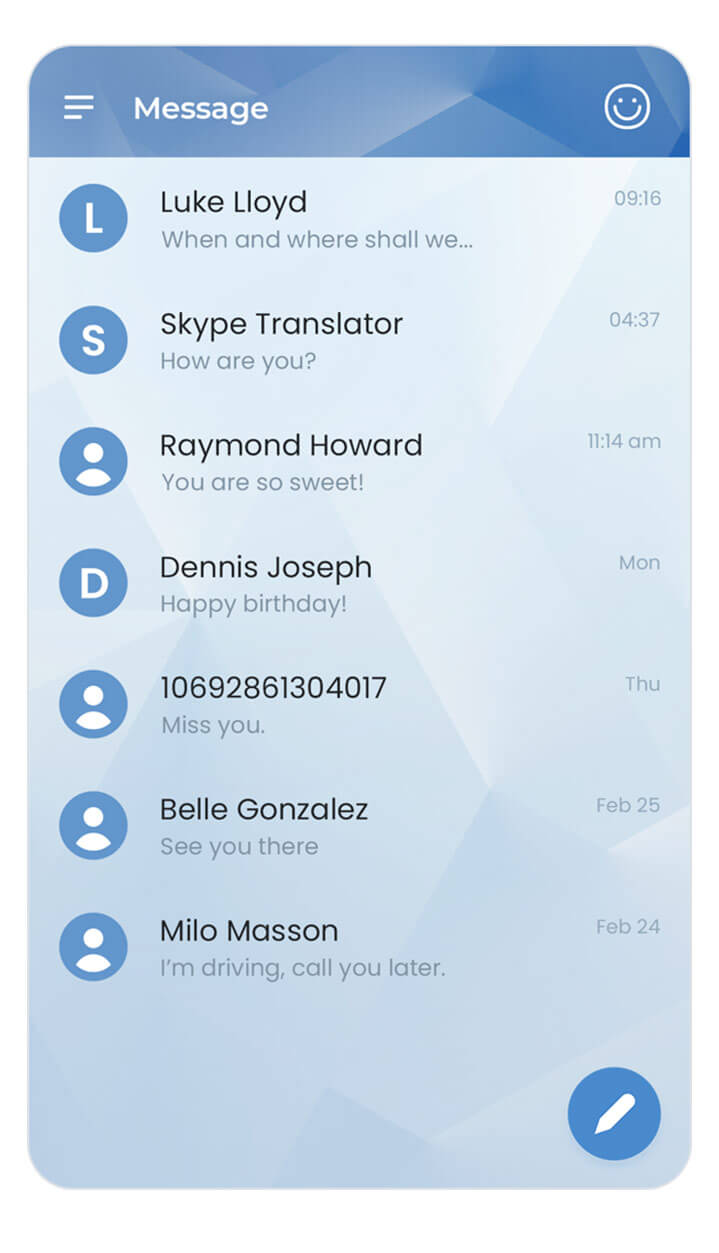 Message
L
Luke Lloyd
09:16
When and where shall we...
S
Skype Translator
04:37
How are you?
Raymond Howard
11:14 am
You are so sweet!
D
Dennis Joseph
Mon
Happy birthday!
10692861304017
Thu
Miss you.
Belle Gonzalez
Feb 25
See you there
Milo Masson
Feb 24
I'm driving, call you later.